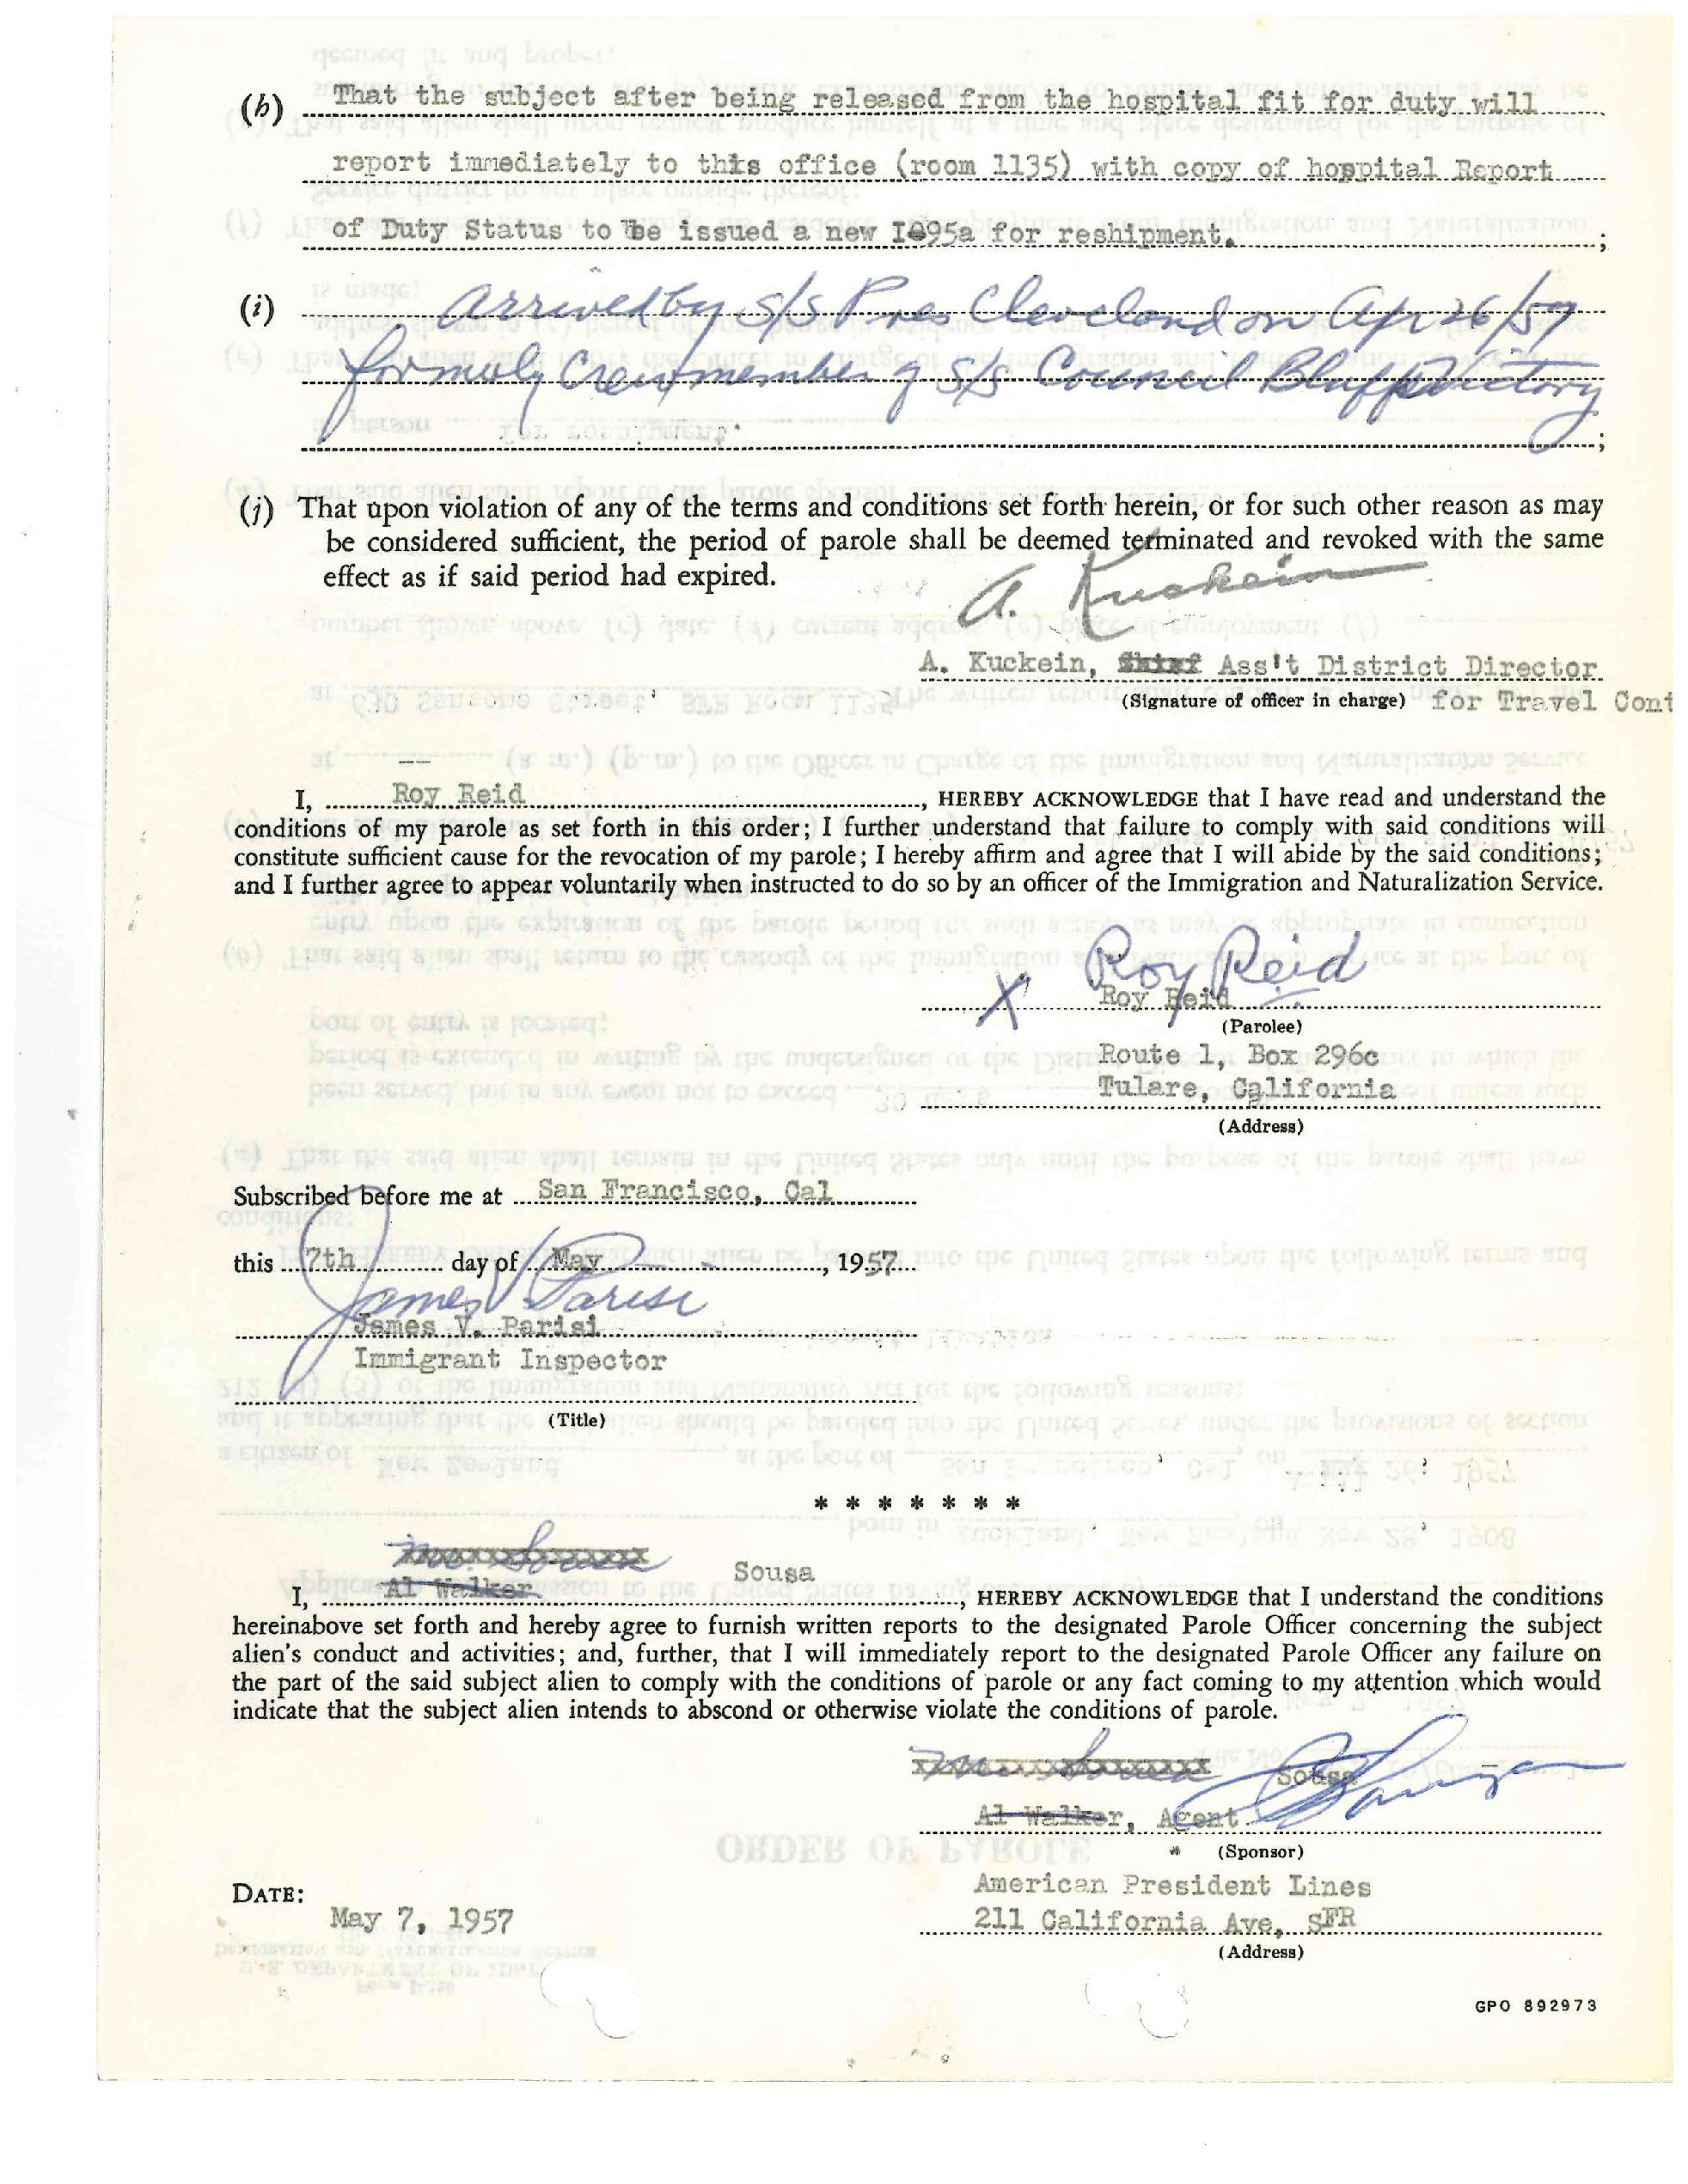 (h) That the subject after being released from the hospital fit for duty will
report immediately to this office (room 1135) with copy of hospital Report
of Duty Status to be issued a new I095a for reshipment. ;
(i) Arrived by S/S Pres Cleveland on Apr 26/57
formerly Crewmember of S/S Council Bluff Victory
;
(j) That upon violation of any of the terms and conditions set forth herein, or for such other reason as may
be considered sufficient, the period of parole shall be deemed terminated and revoked with the same
effect as if said period had expired.
A. Kuckein
A. Kuckein, Chief Ass't District Director
(Signature of officer in charge) for Travel Cont
I, Roy Reid, HEREBY ACKNOWLEDGE that I have read and understand the
conditions of my parole as set forth in this order; I further understand that failure to comply with said conditions will
constitute sufficient cause for the revocation of my parole; I hereby affirm and agree that I will abide by the said conditions;
and I further agree to appear voluntarily when instructed to do so by an officer of the Immigration and Naturalization Service.
X Roy Reid
Roy Reid
(Parolee)
Route 1, Box 296c
Tulare, California
(Address)
Subscribed before me at San Francisco, Cal
this 7th day of May, 1957
James V Parisi
James V. Parisi
Immigrant Inspector
(Title)
* * * * * * *
Sousa
I, Al Walker, HEREBY ACKNOWLEDGE that I understand the conditions
hereinabove set forth and hereby agree to furnish written reports to the designated Parole Officer concerning the subject
alien's conduct and activities; and, further, that I will immediately report to the designated Parole Officer any failure on
the part of the said subject alien to comply with the conditions of parole or any fact coming to my attention which would
indicate that the subject alien intends to abscond or otherwise violate the conditions of parole.
Sousa
Al Walker, Agent
(Sponsor)
American President Lines
211 California Ave, SFR
(Address)
DATE:
May 7, 1957
GPO 892973